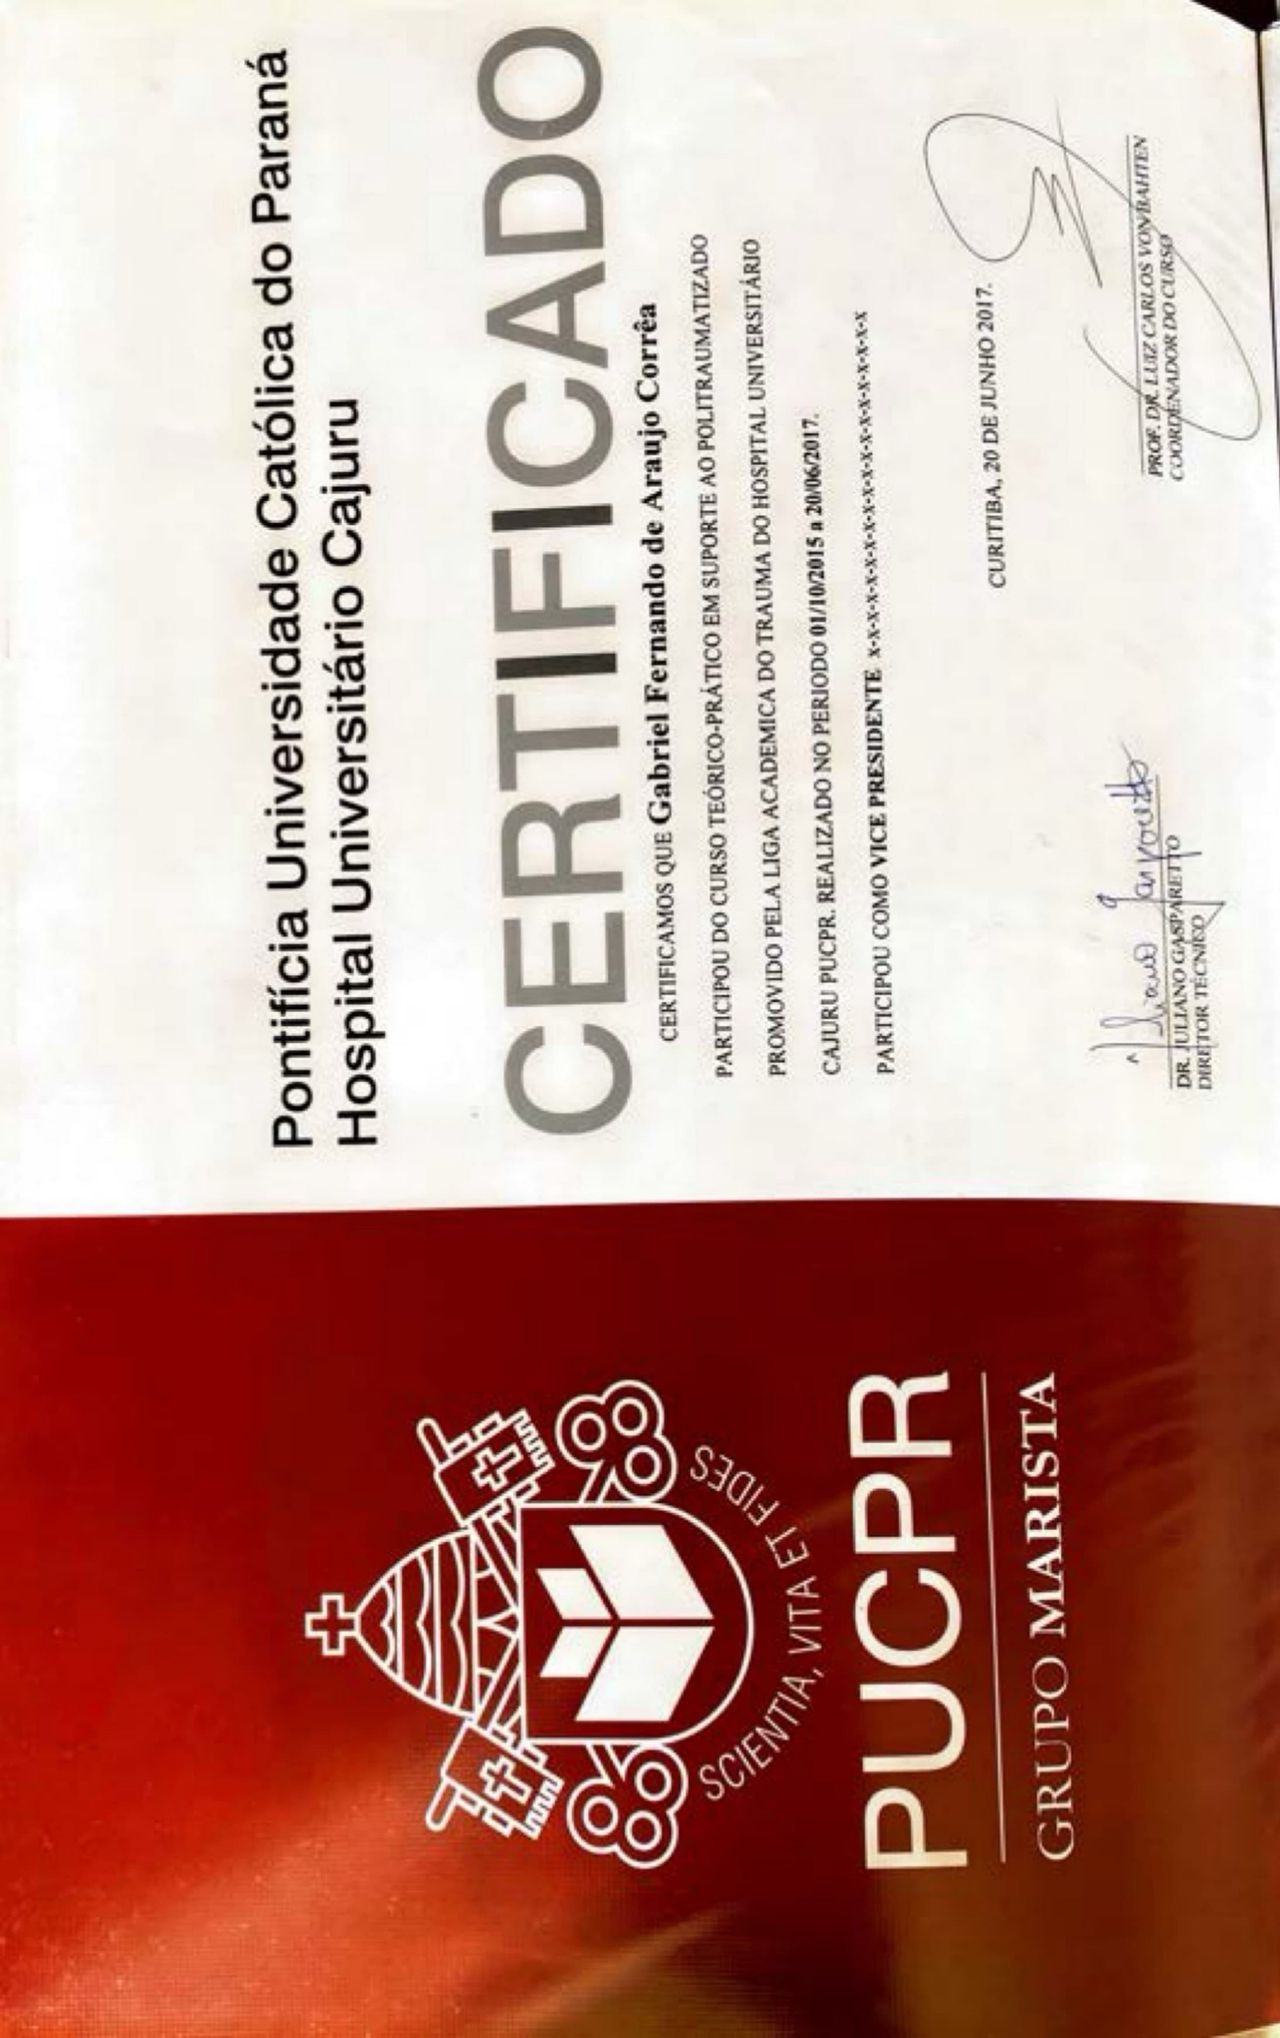 Pontifícia Universidade Católica do Paraná
Hospital Universitário Cajuru
CERTIFICADO
CERTIFICAMOS QUE Gabriel Fernando de Araujo Corrêa
PARTICIPOU DO CURSO TEÓRICO-PRÁTICO EM SUPORTE AO POLITRAUMATIZADO
PROMOVIDO PELA LIGA ACADEMICA DO TRAUMA DO HOSPITAL UNIVERSITÁRIO
CAJURU PUCPR. REALIZADO NO PERIODO 01/10/2015 a 20/06/2017.
PARTICIPOU COMO VICE PRESIDENTE x-x-x-x-x-x-x-x-x-x-x-x-x-x-x-x-x-x-x-x
CURITIBA, 20 DE JUNHO 2017.
Juliano Gasparetto
DR. JULIANO GASPARETTO
DIRETOR TÉCNICO
PROF. DR. LUIZ CARLOS VON BAHTEN
COORDENADOR DO CURSO
SCIENTIA, VITA ET FIDES
PUCPR
GRUPO MARISTA